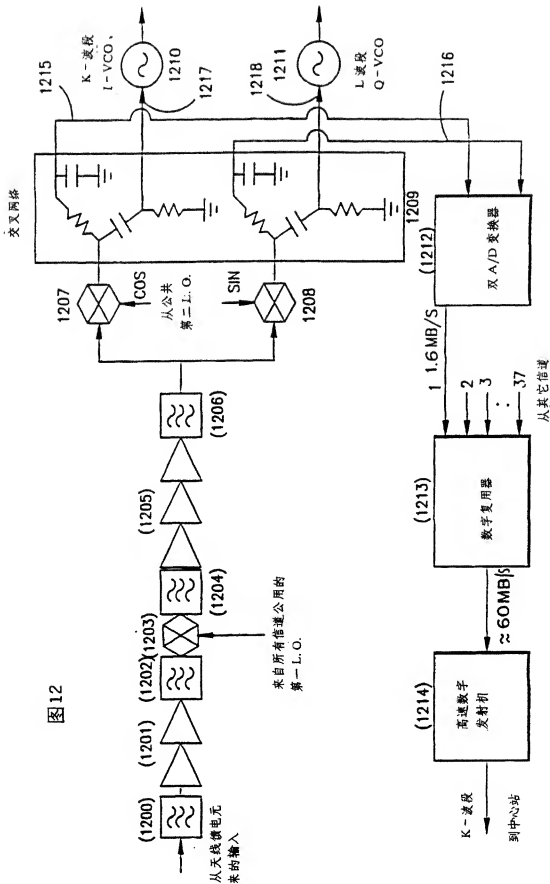 图12
从天线馈电元
来的输入
(1200)
(1201)
(1202)
(1203)
来自所有信道公用的
第一L.O.
(1204)
(1205)
(1206)
1207
COS
从公共
第二L.O.
SIN
1208
交叉网络
1209
1215
K-波段
I-VCO、
1210
1217
1218
1211
L波段
Q-VCO
1216
(1212)
双A/D变换器
1 1.6MB/S
2
3
:
37
从其它信道
(1213)
数字复用器
≈60MB/S
(1214)
高速数字
发射机
K-波段
到中心站